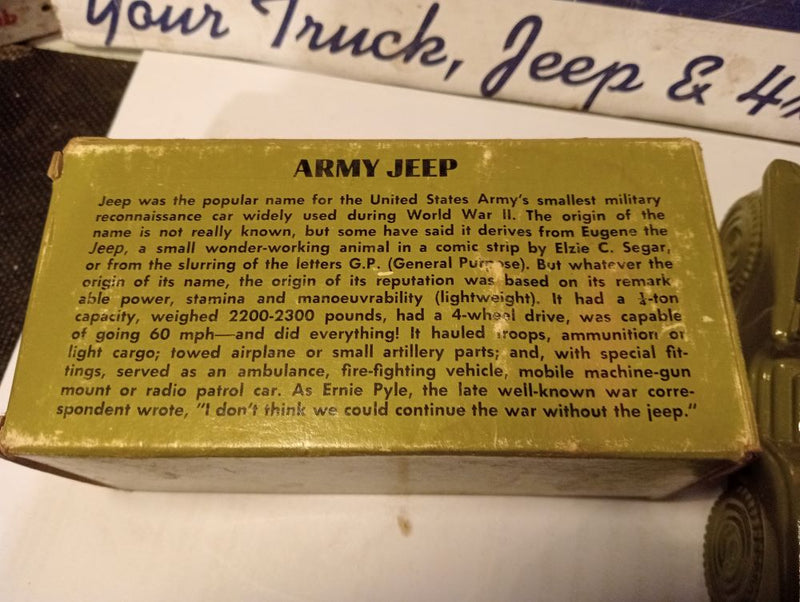 Your Truck, Jeep & 4x
ARMY JEEP
Jeep was the popular name for the United States Army's smallest military
reconnaissance car widely used during World War II. The origin of the
name is not really known, but some have said it derives from Eugene the
Jeep, a small wonder-working animal in a comic strip by Elzie C. Segar,
or from the slurring of the letters G.P. (General Purpose). But whatever the
origin of its name, the origin of its reputation was based on its remark
able power, stamina and manoeuvrability (lightweight). It had a ¼-ton
capacity, weighed 2200-2300 pounds, had a 4-wheel drive, was capable
of going 60 mph—and did everything! It hauled troops, ammunition or
light cargo; towed airplane or small artillery parts; and, with special fit-
tings, served as an ambulance, fire-fighting vehicle, mobile machine-gun
mount or radio patrol car. As Ernie Pyle, the late well-known war corre-
spondent wrote, "I don't think we could continue the war without the jeep."